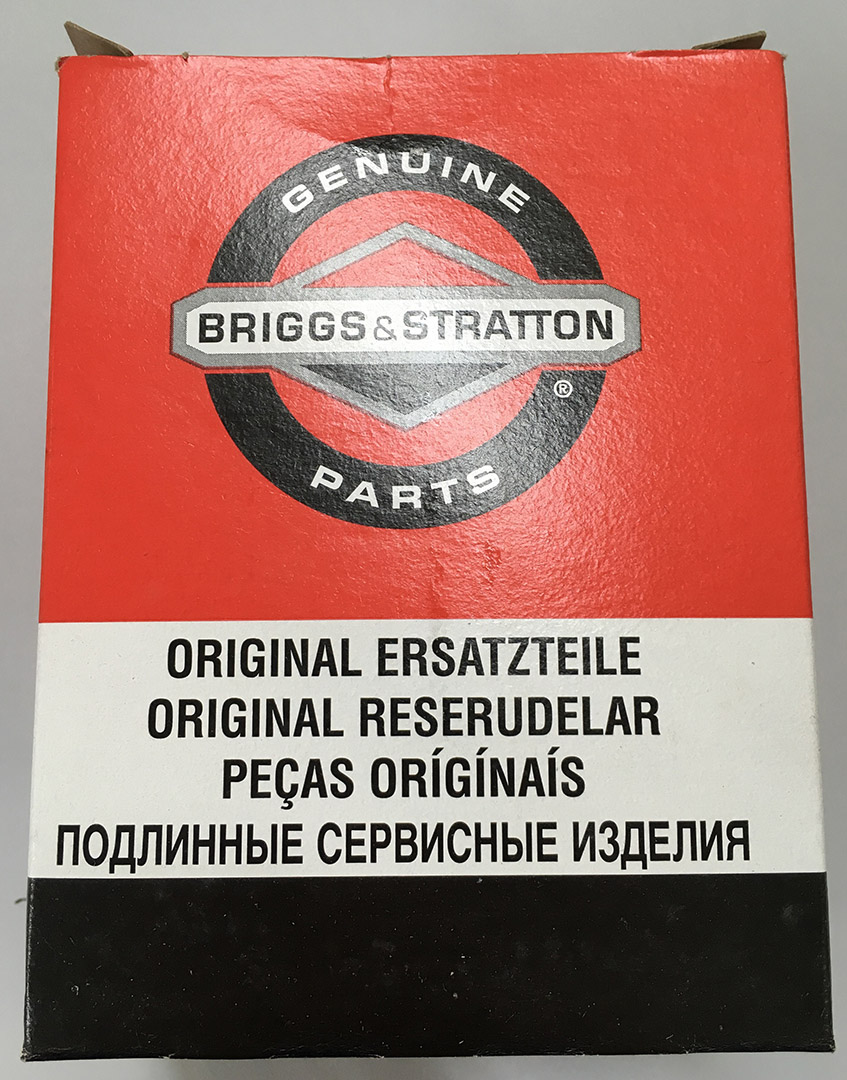 GENUINE
BRIGGS & STRATTON
®
PARTS
ORIGINAL ERSATZTEILE
ORIGINAL RESERUDELAR
PEÇAS ORÍGÍNAÍS
ПОДЛИННЫЕ СЕРВИСНЫЕ ИЗДЕЛИЯ